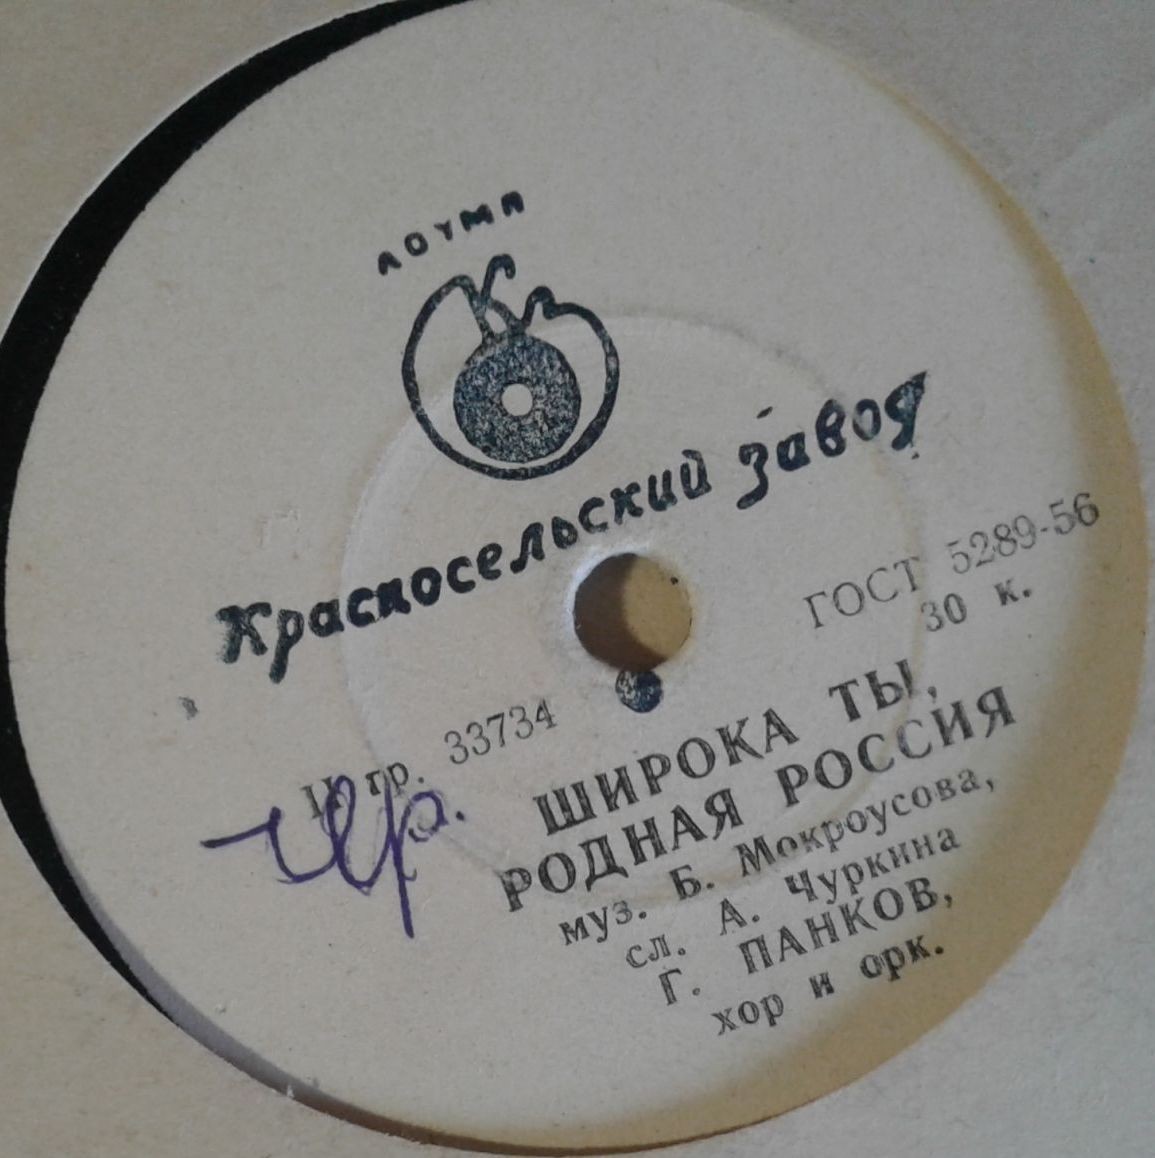 ЛОУМП
Кз
Красносельский завод
ГОСТ 5289-56
30 к.
гр. 33734
ШИРОКА ТЫ,
РОДНАЯ РОССИЯ
муз. Б. Мокроусова,
сл. А. Чуркина
Г. ПАНКОВ,
хор и орк.